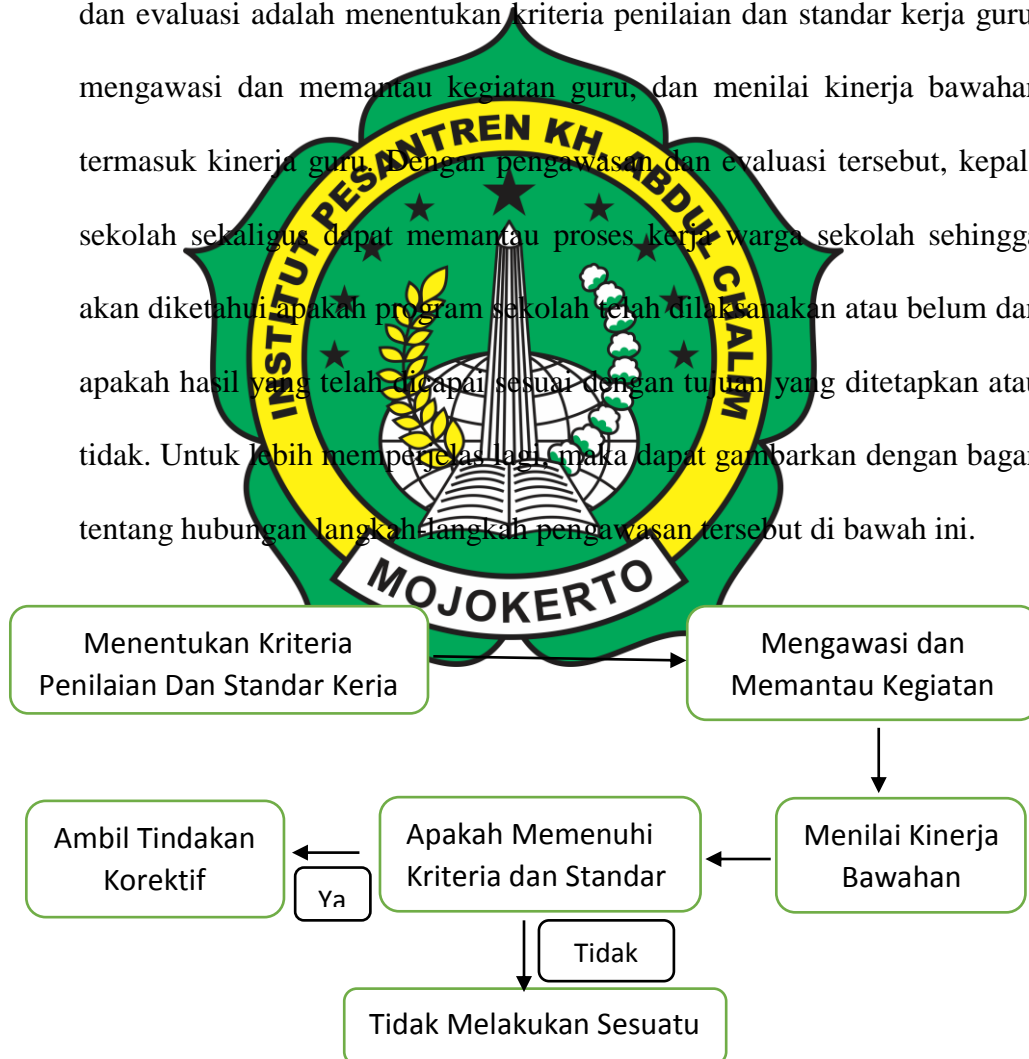 dan evaluasi adalah menentukan kriteria penilaian dan standar kerja guru
mengawasi dan memantau kegiatan guru, dan menilai kinerja bawahan
termasuk kinerja guru. Dengan pengawasan dan evaluasi tersebut, kepal
sekolah sekaligus dapat memantau proses kerja warga sekolah sehingga
akan diketahui apakah program sekolah telah dilaksanakan atau belum dan
apakah hasil yang telah dicapai sesuai dengan tujuan yang ditetapkan atau
tidak. Untuk lebih memperjelas lagi, maka dapat gambarkan dengan bagan
tentang hubungan langkah-langkah pengawasan tersebut di bawah ini.
INSTITUT PESANTREN KH. ABDUL CHALIM
MOJOKERTO
Menentukan Kriteria
Penilaian Dan Standar Kerja
Mengawasi dan
Memantau Kegiatan
Menilai Kinerja
Bawahan
Apakah Memenuhi
Kriteria dan Standar
Ya
Ambil Tindakan
Korektif
Tidak
Tidak Melakukan Sesuatu